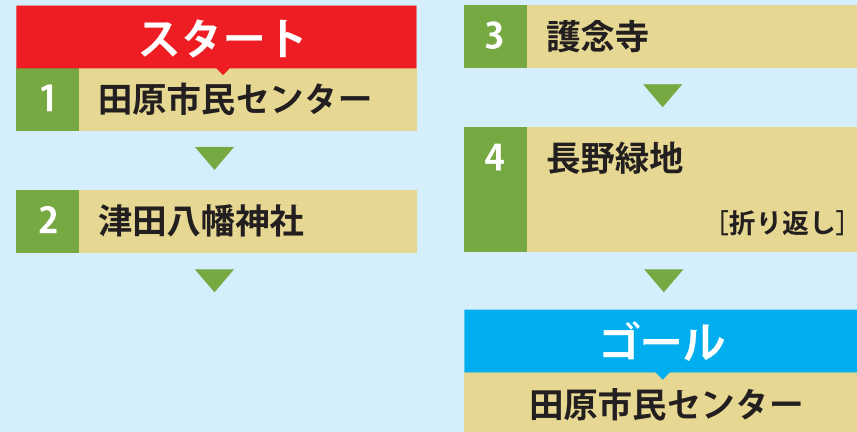 スタート
1 田原市民センター
2 津田八幡神社
3 護念寺
4 長野緑地
[折り返し]
ゴール
田原市民センター